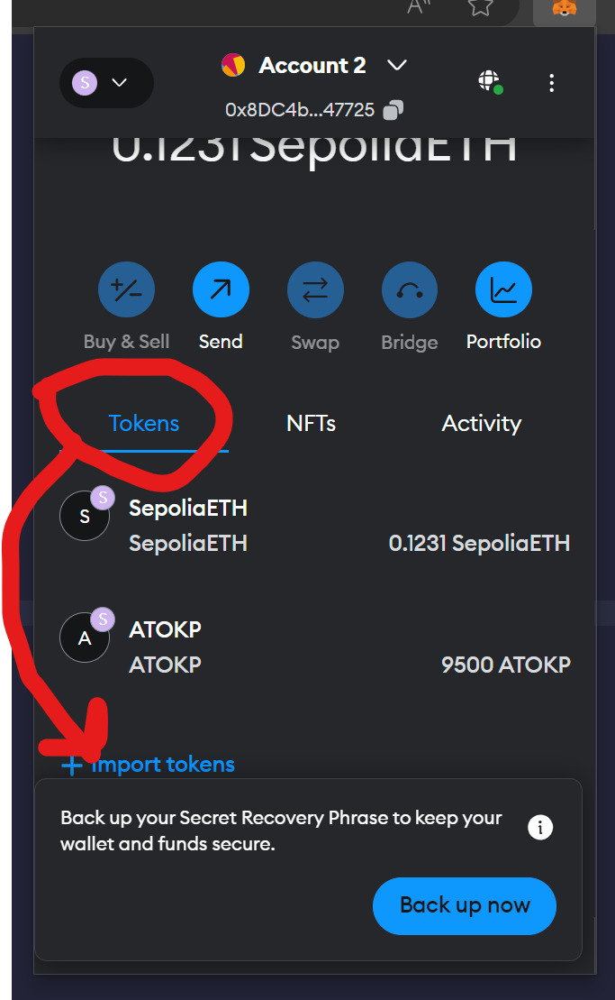 A
S
Account 2
0x8DC4b...47725
0.1231 SepoliaETH
Buy & Sell
Send
Swap
Bridge
Portfolio
Tokens
NFTs
Activity
S
S
SepoliaETH
SepoliaETH
0.1231 SepoliaETH
S
A
ATOKP
ATOKP
9500 ATOKP
+ Import tokens
Back up your Secret Recovery Phrase to keep your
wallet and funds secure.
i
Back up now